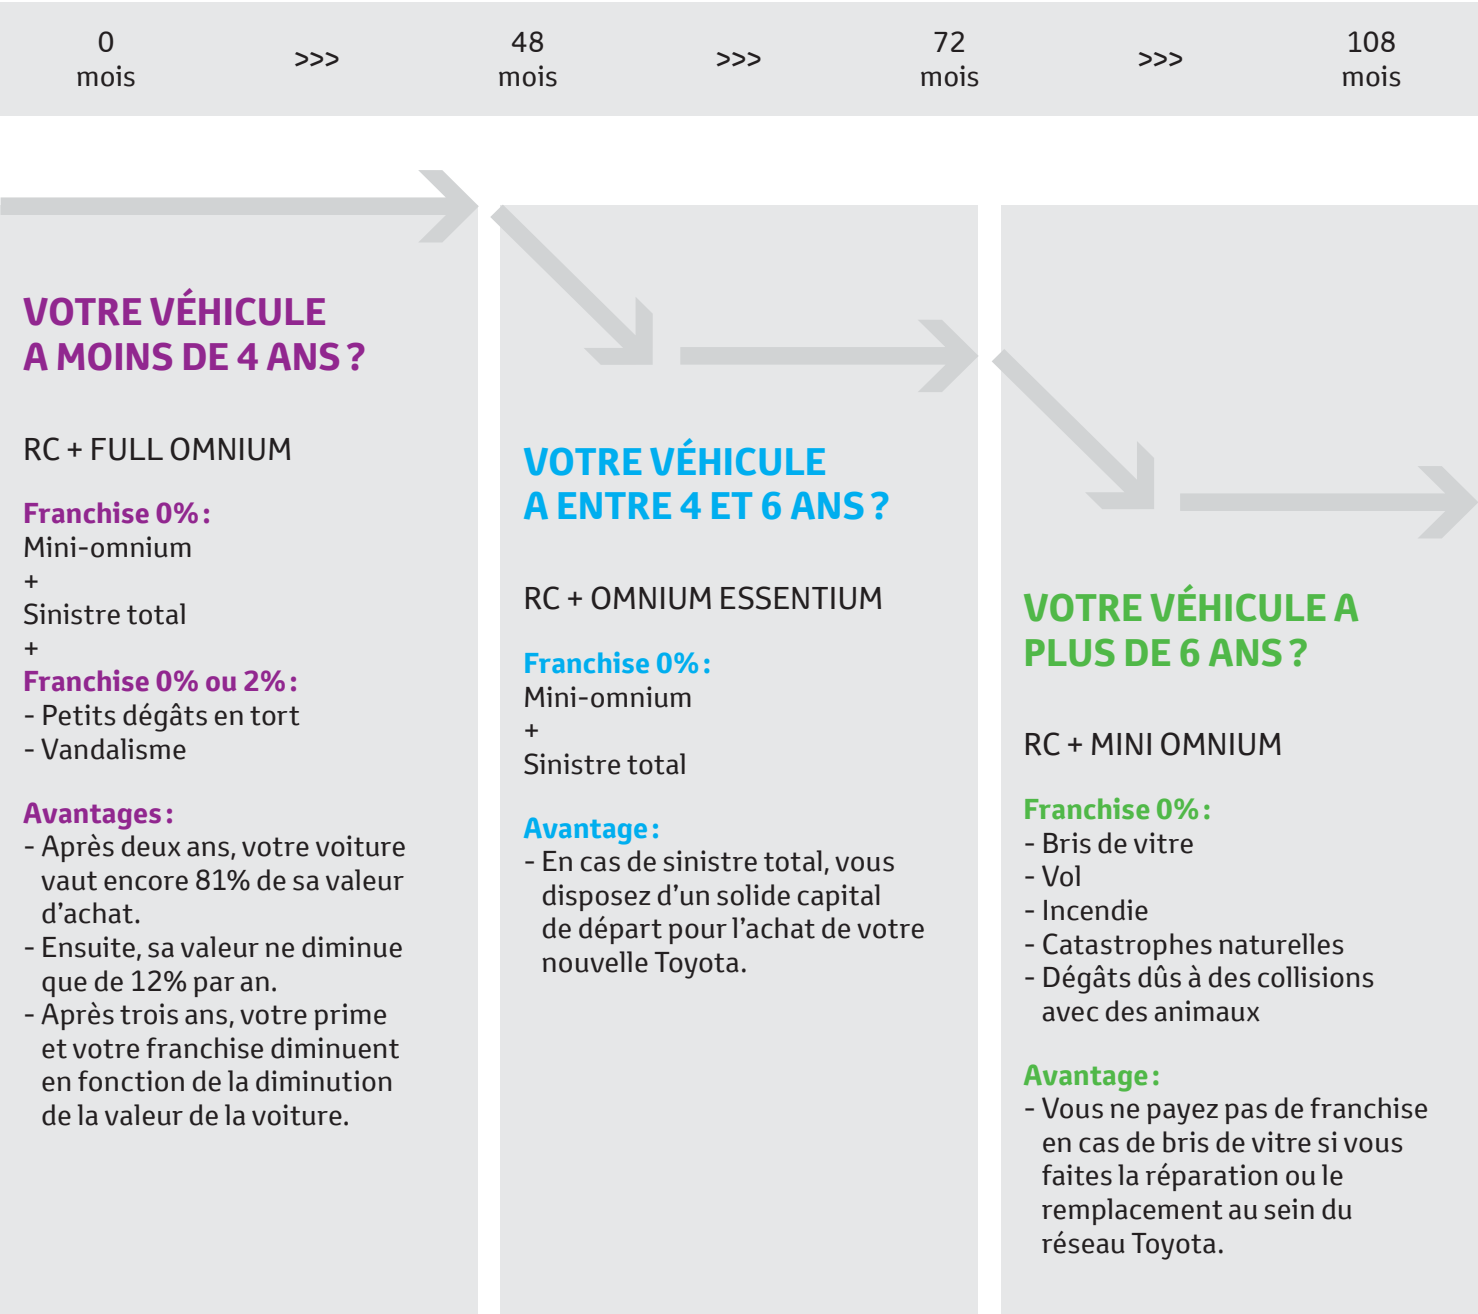 0
mois
>>>
48
mois
>>>
72
mois
>>>
108
mois
VOTRE VÉHICULE
A MOINS DE 4 ANS ?
RC + FULL OMNIUM
Franchise 0% :
Mini-omnium
+
Sinistre total
+
Franchise 0% ou 2% :
- Petits dégâts en tort
- Vandalisme
Avantages :
- Après deux ans, votre voiture
vaut encore 81% de sa valeur
d'achat.
- Ensuite, sa valeur ne diminue
que de 12% par an.
- Après trois ans, votre prime
et votre franchise diminuent
en fonction de la diminution
de la valeur de la voiture.
VOTRE VÉHICULE
A ENTRE 4 ET 6 ANS ?
RC + OMNIUM ESSENTIUM
Franchise 0% :
Mini-omnium
+
Sinistre total
Avantage :
- En cas de sinistre total, vous
disposez d'un solide capital
de départ pour l'achat de votre
nouvelle Toyota.
VOTRE VÉHICULE A
PLUS DE 6 ANS ?
RC + MINI OMNIUM
Franchise 0% :
- Bris de vitre
- Vol
- Incendie
- Catastrophes naturelles
- Dégâts dûs à des collisions
avec des animaux
Avantage :
- Vous ne payez pas de franchise
en cas de bris de vitre si vous
faites la réparation ou le
remplacement au sein du
réseau Toyota.